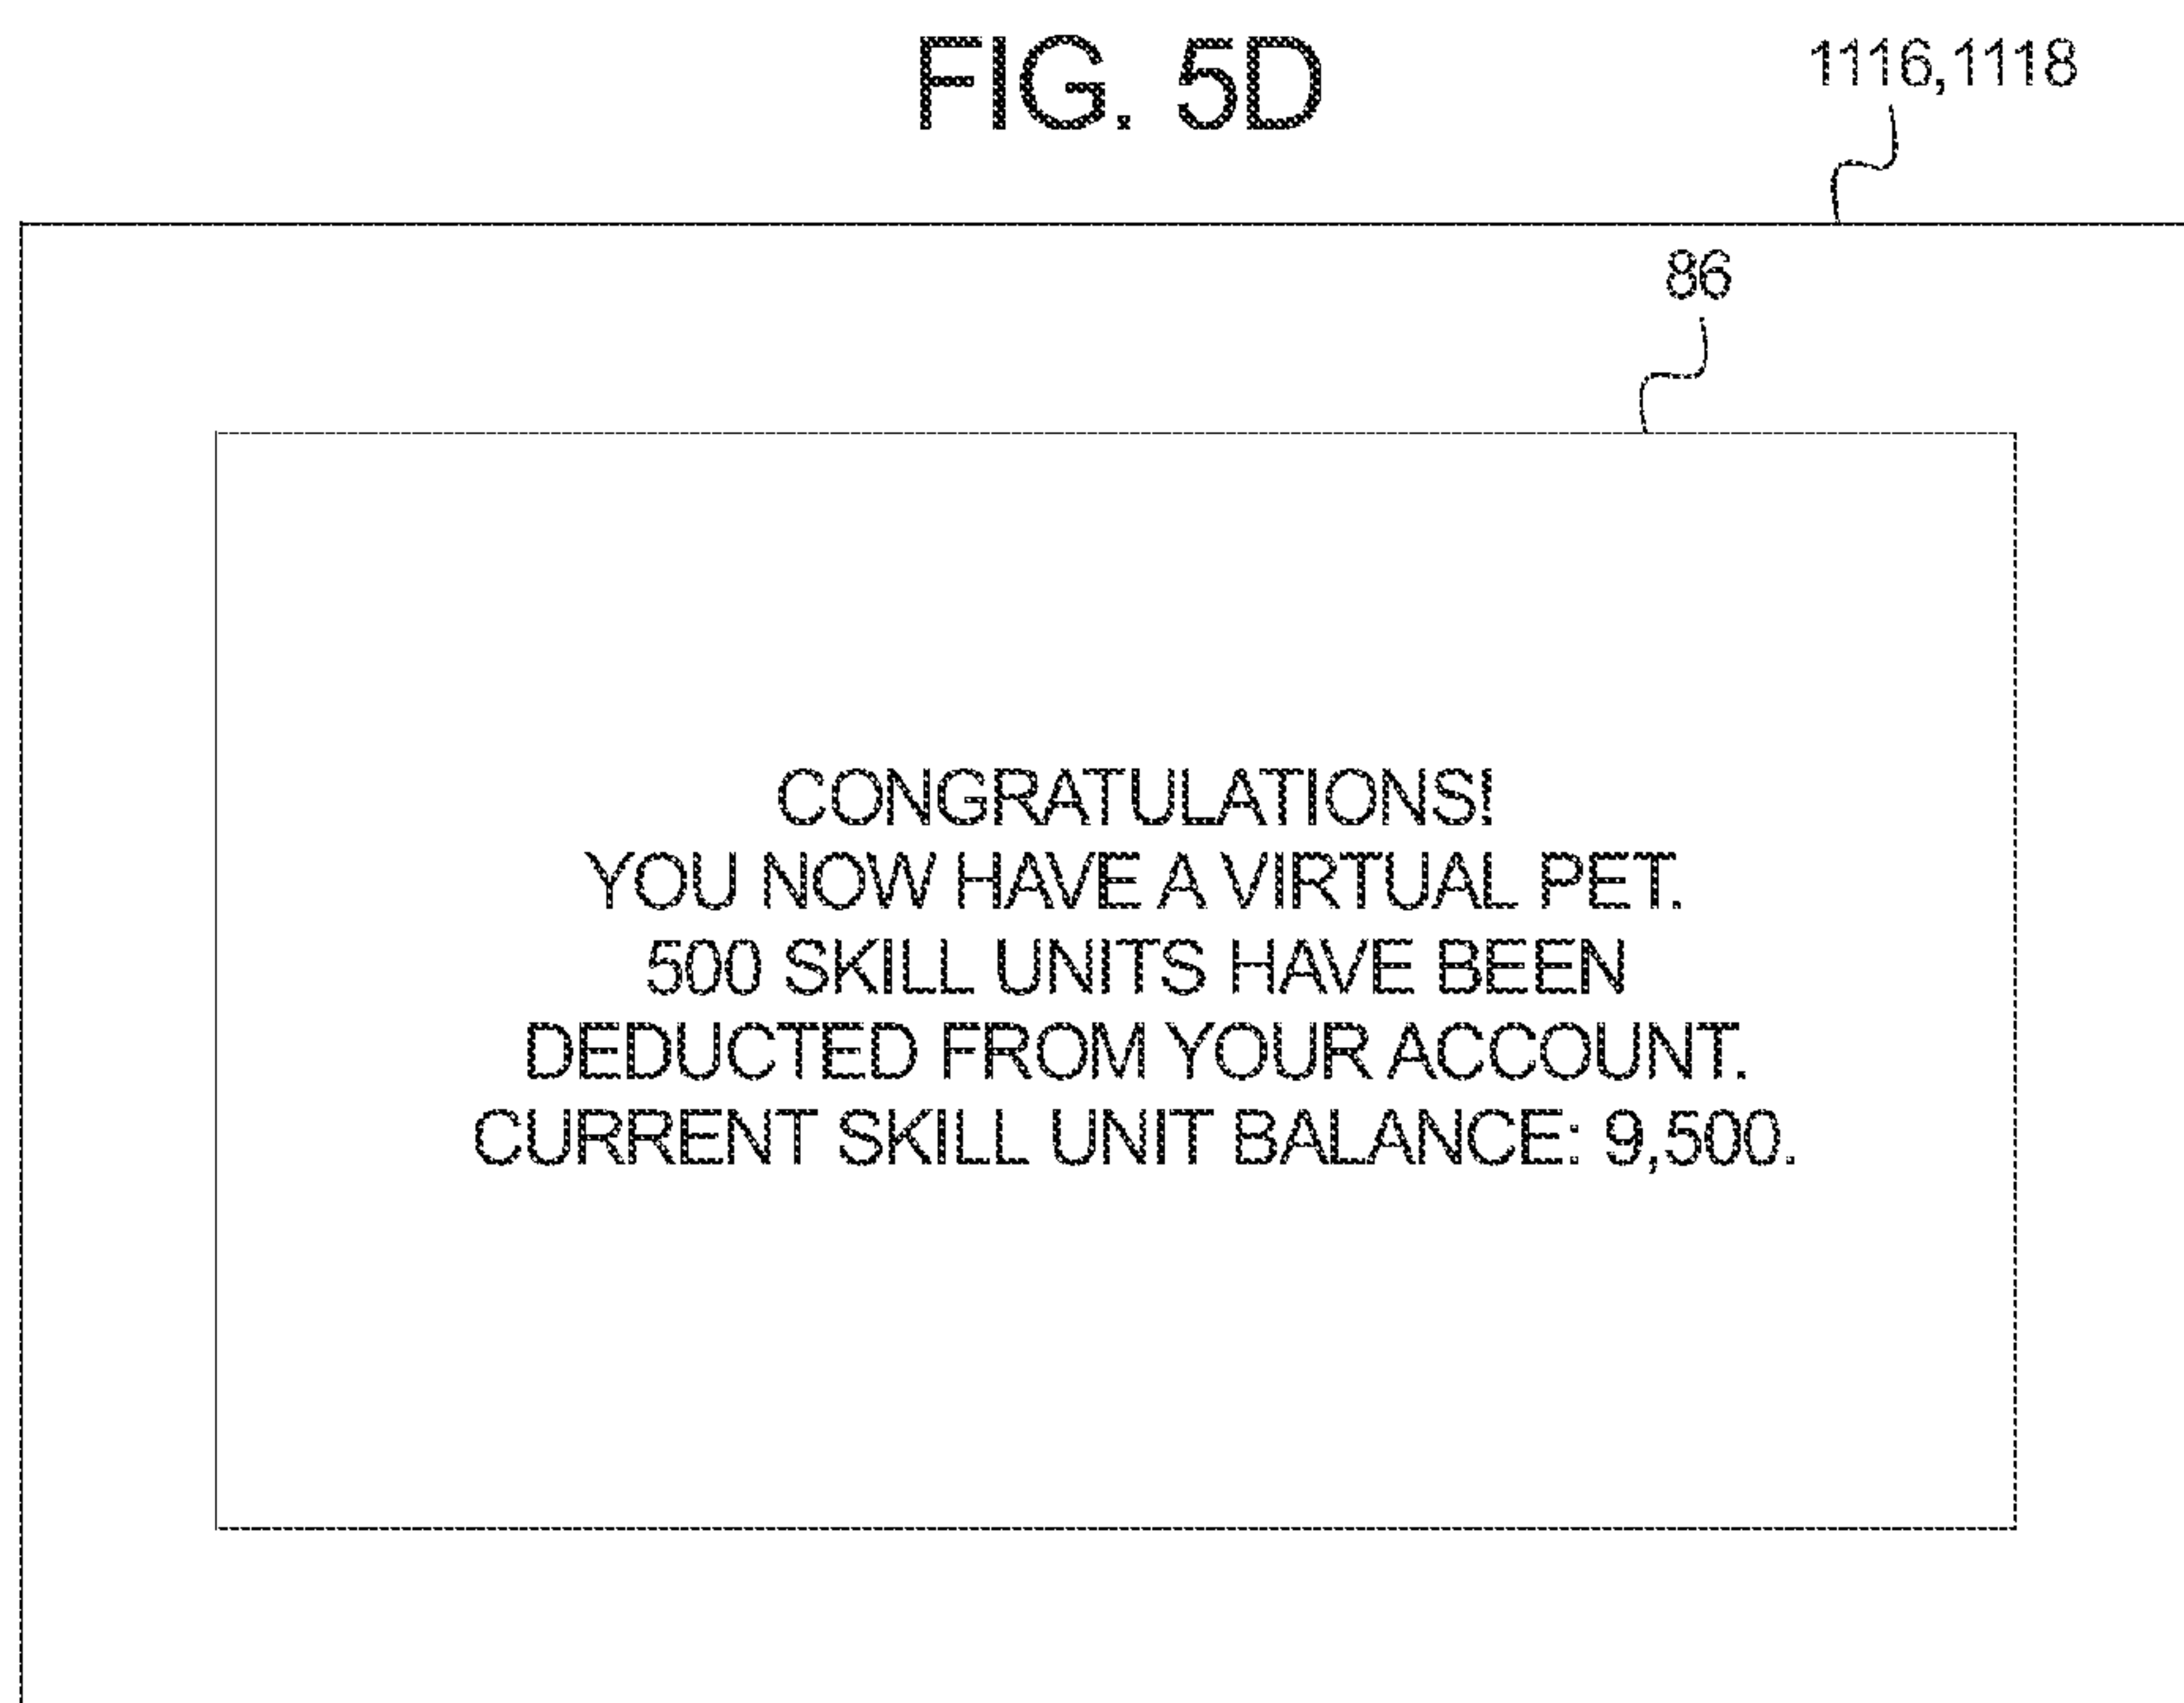 FIG. 5D
1116,1118
86
CONGRATULATIONS!
YOU NOW HAVE A VIRTUAL PET.
500 SKILL UNITS HAVE BEEN
DEDUCTED FROM YOUR ACCOUNT.
CURRENT SKILL UNIT BALANCE: 9,500.